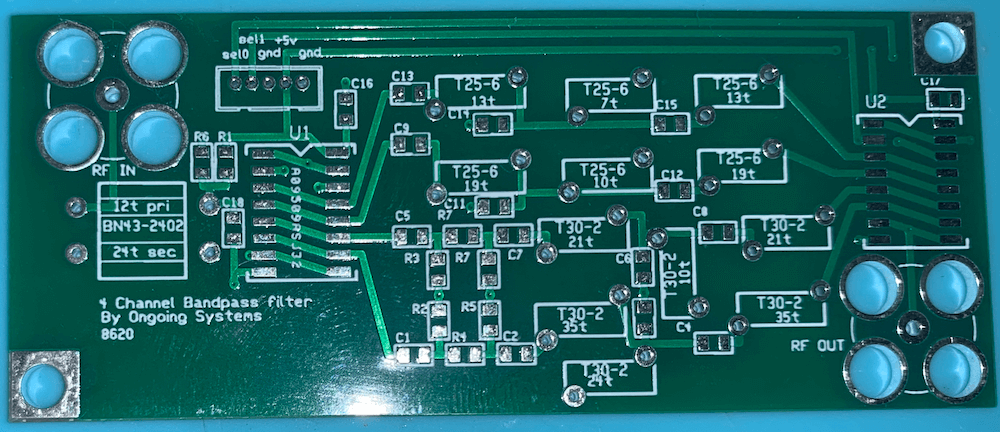 sel1 +5v
sel0 gnd gnd
C16
C13
T25-6
13t
C14
T25-6
7t
C15
T25-6
13t
C17
U2
R6 R1
U1
C9
RF IN
T25-6
19t
C11
T25-6
10t
C12
T25-6
19t
12t pri
BN43-2402
24t sec
C18
C5
R7
C7
T30-2
21t
C8
T30-2
21t
R3
R7
C6
T30-2
10t
4 Channel Bandpass filter
By Ongoing Systems
8620
R2
R5
T30-2
35t
T30-2
35t
C1
R4
C2
C4
RF OUT
T30-2
24t